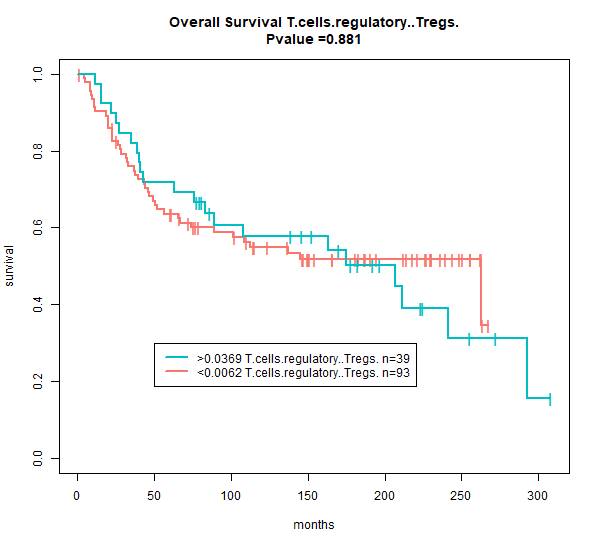 Overall Survival T.cells.regulatory..Tregs.
Pvalue =0.881
survival
1.0
0.8
0.6
0.4
0.2
0.0
>0.0369 T.cells.regulatory..Tregs. n=39
<0.0062 T.cells.regulatory..Tregs. n=93
0 50 100 150 200 250 300
months